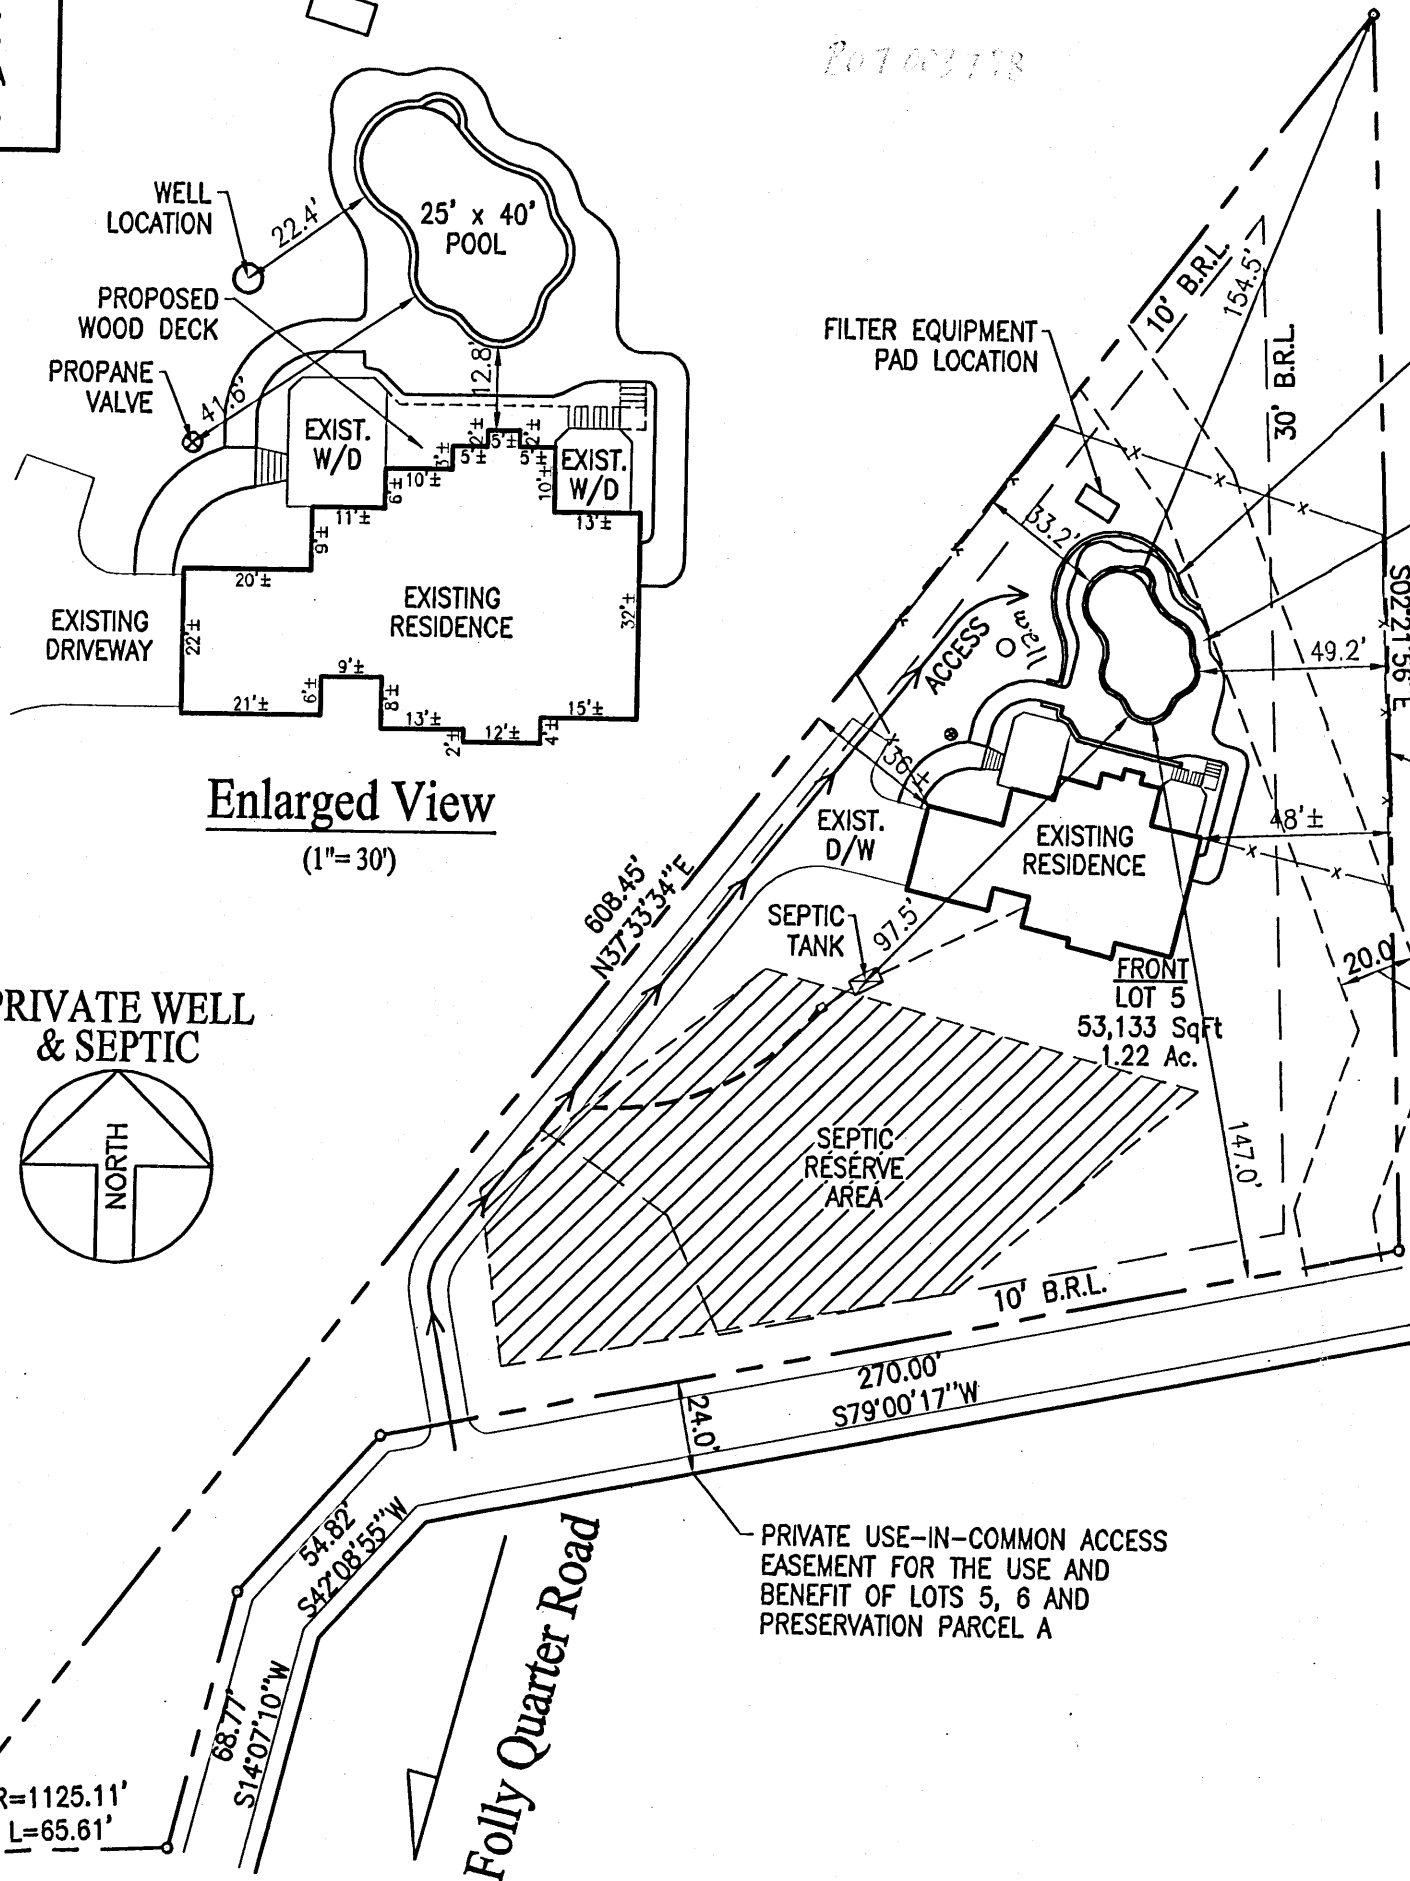 A
WELL
LOCATION
22.4'
25' x 40'
POOL
PROPOSED
WOOD DECK
PROPANE
VALVE
41.6'
12.8'
EXIST.
W/D
EXIST.
W/D
2'±
5'±
2'±
3'±
5'±
5'±
10'±
6'±
10'±
11'±
13'±
9'±
20'±
EXISTING
RESIDENCE
EXISTING
DRIVEWAY
22'±
32'±
9'±
6'±
8'±
21'±
13'±
2'±
12'±
4'±
15'±
Enlarged View
(1"= 30')
PRIVATE WELL
& SEPTIC
NORTH
10' B.R.L.
154.5'
30' B.R.L.
FILTER EQUIPMENT
PAD LOCATION
33.2'
ACCESS
well
49.2'
S02°21'56"E
36'±
EXIST.
D/W
EXISTING
RESIDENCE
48'±
608.45'
N37°33'34"E
SEPTIC
TANK
97.5'
20.0
FRONT
LOT 5
53,133 SqFt
1.22 Ac.
SEPTIC
RESERVE
AREA
147.0'
10' B.R.L.
270.00'
S79°00'17"W
24.0'
54.82'
S42°08'55"W
PRIVATE USE-IN-COMMON ACCESS
EASEMENT FOR THE USE AND
BENEFIT OF LOTS 5, 6 AND
PRESERVATION PARCEL A
68.77'
S14°07'10"W
Folly Quarter Road
R=1125.11'
L=65.61'